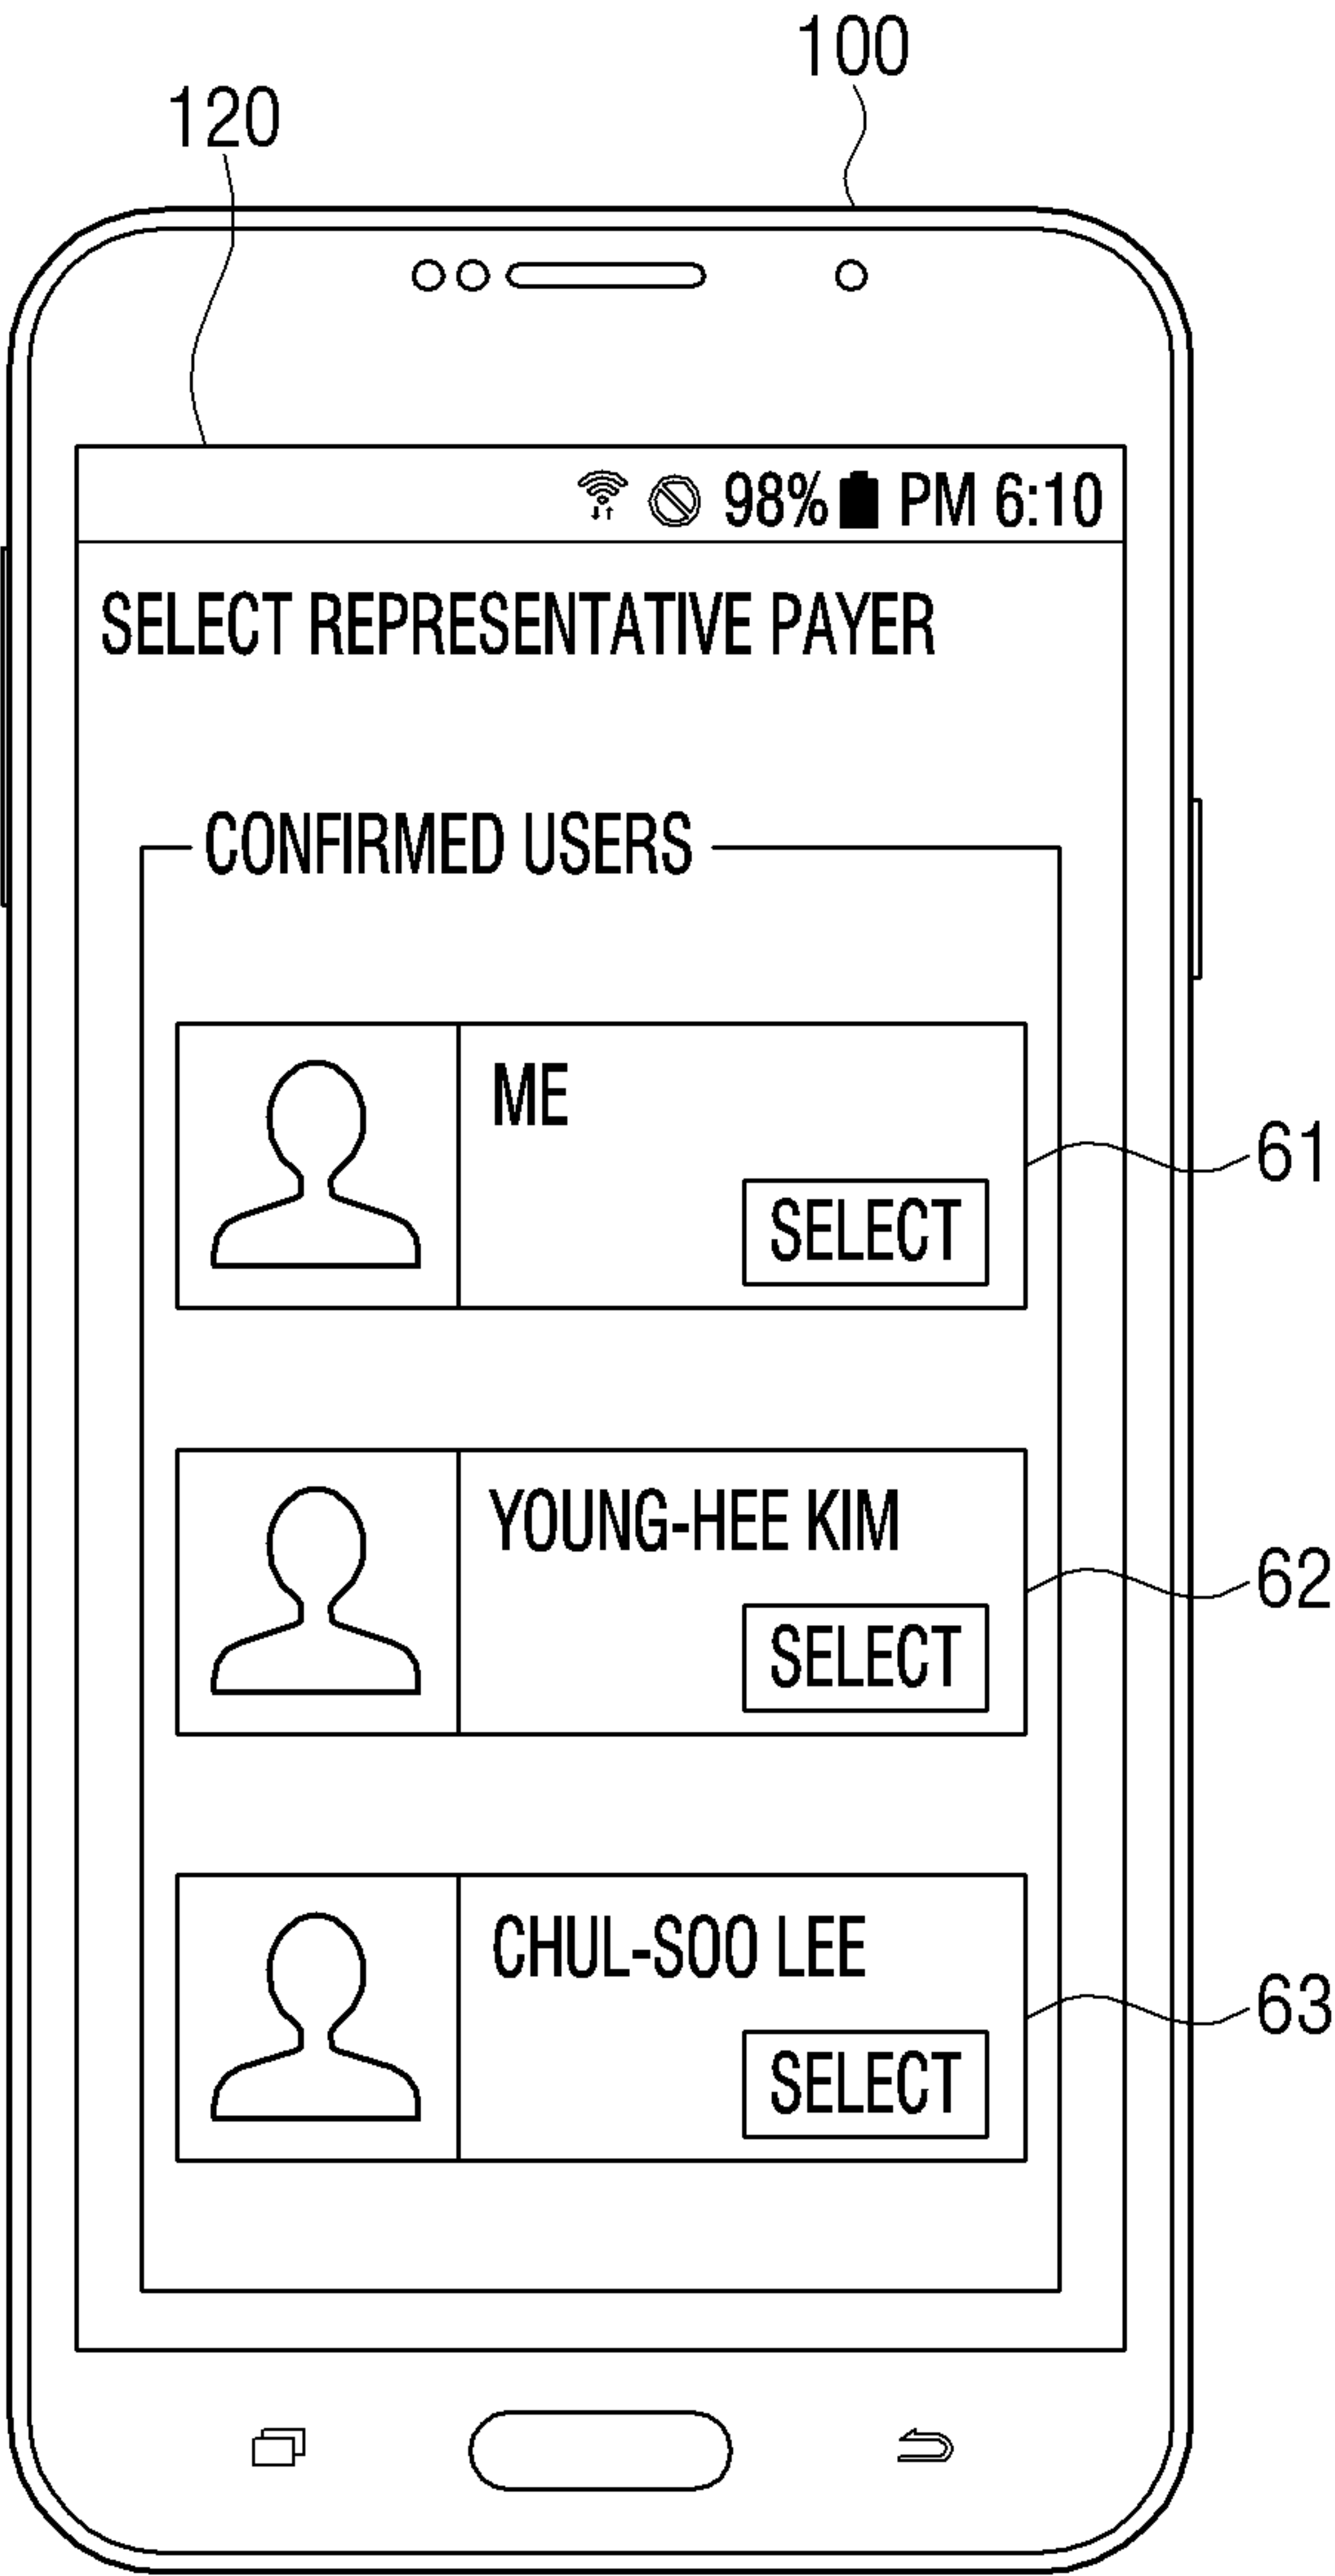 100
120
98% PM 6:10
SELECT REPRESENTATIVE PAYER
CONFIRMED USERS
ME
SELECT
61
YOUNG-HEE KIM
SELECT
62
CHUL-SOO LEE
SELECT
63